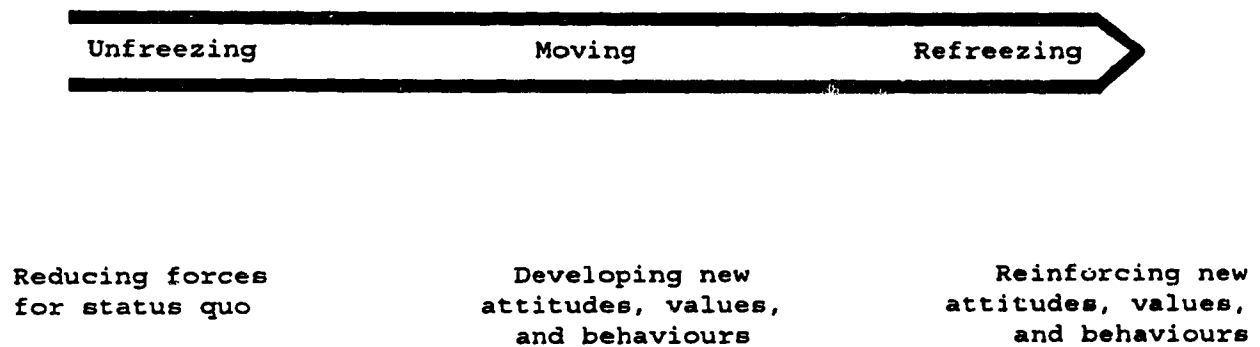 Unfreezing Moving Refreezing
Reducing forces
for status quo
Developing new
attitudes, values,
and behaviours
Reinforcing new
attitudes, values,
and behaviours